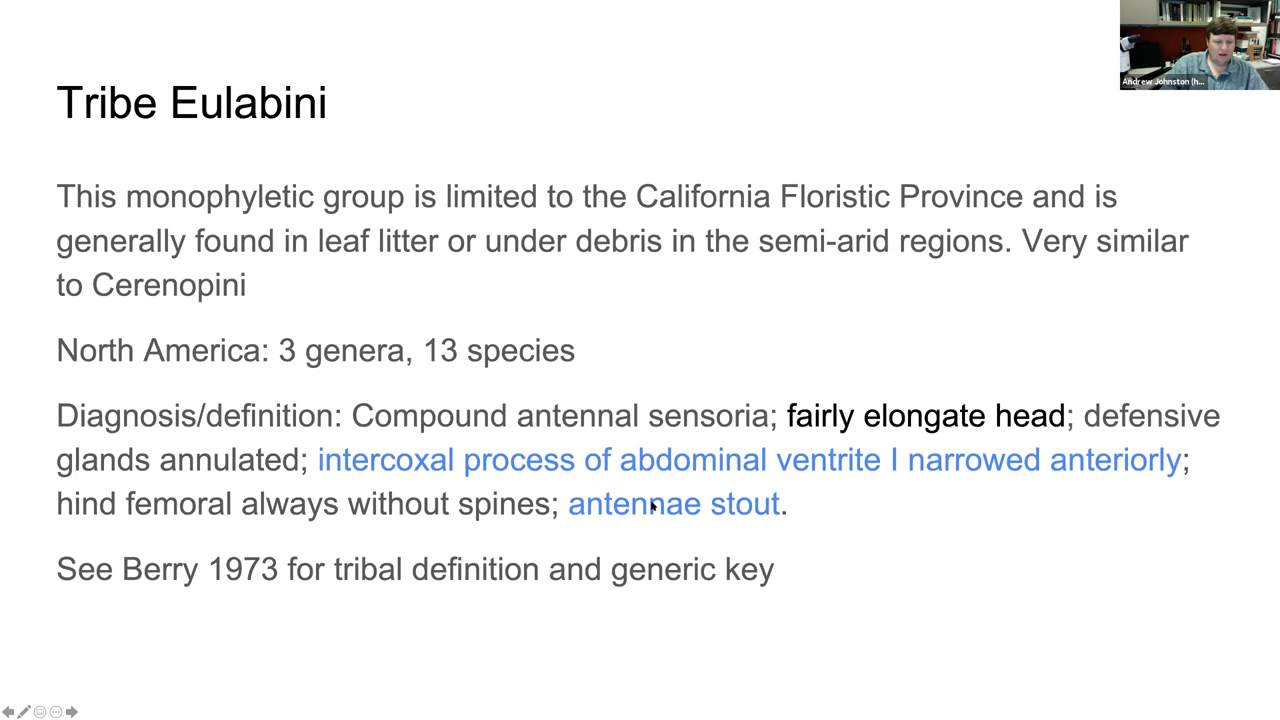 Andrew Johnston (h...
Tribe Eulabini
This monophyletic group is limited to the California Floristic Province and is
generally found in leaf litter or under debris in the semi-arid regions. Very similar
to Cerenopini
North America: 3 genera, 13 species
Diagnosis/definition: Compound antennal sensoria; fairly elongate head; defensive
glands annulated; intercoxal process of abdominal ventrite I narrowed anteriorly;
hind femoral always without spines; antennae stout.
See Berry 1973 for tribal definition and generic key